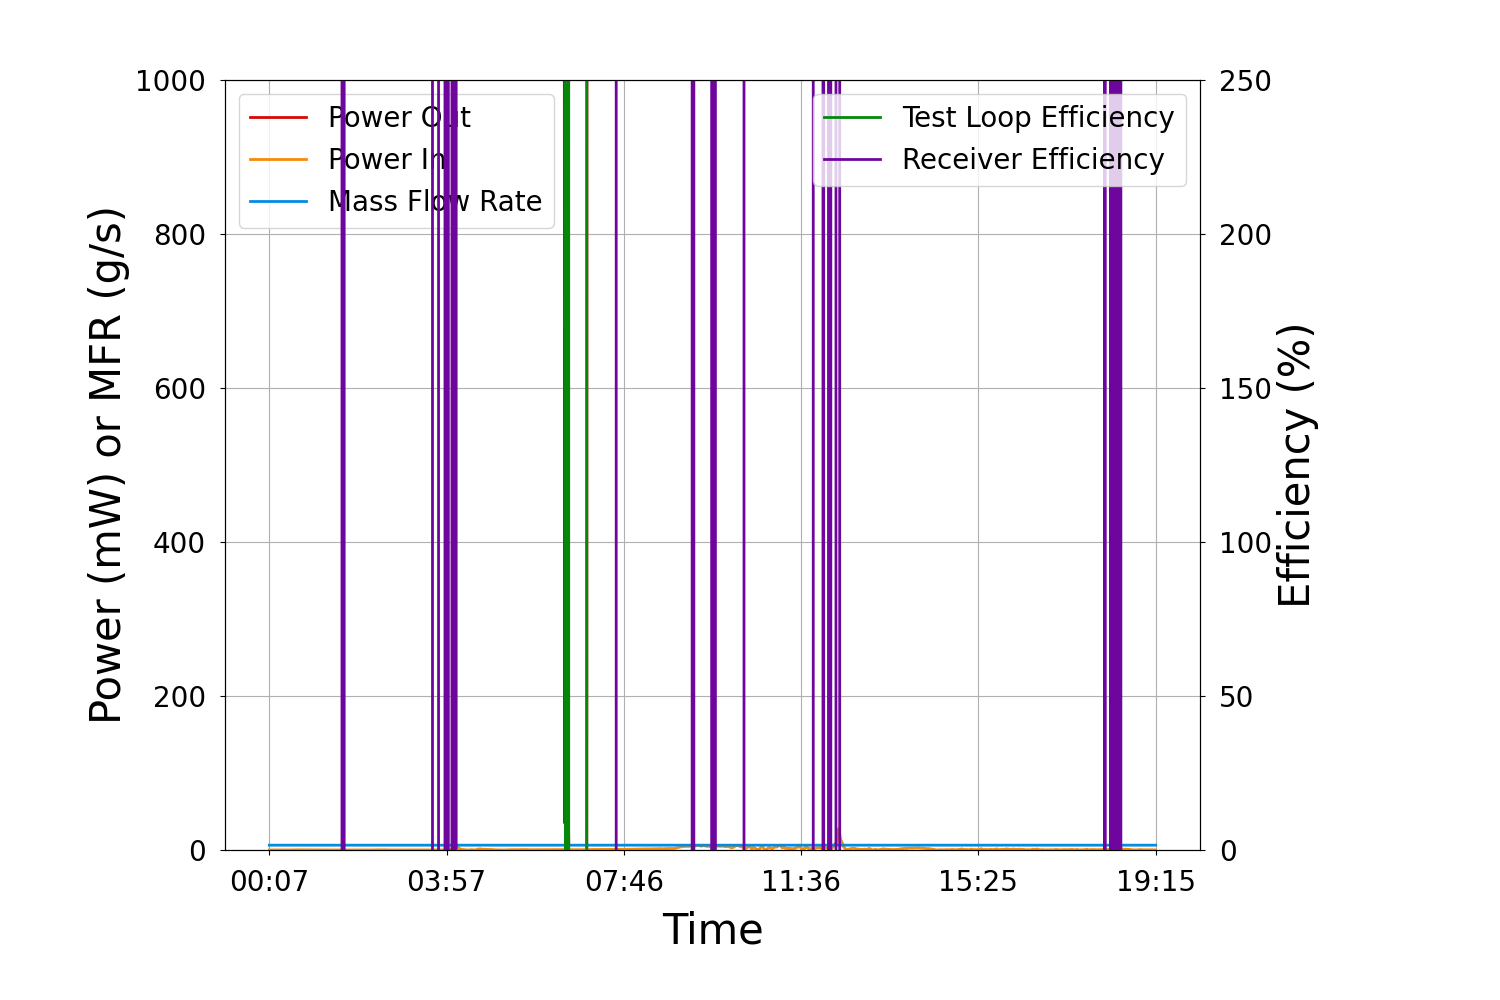 1000
800
600
400
200
0
Power (mW) or MFR (g/s)
Power Out
Power In
Mass Flow Rate
Test Loop Efficiency
Receiver Efficiency
250
200
150
100
50
0
Efficiency (%)
00:07 03:57 07:46 11:36 15:25 19:15
Time